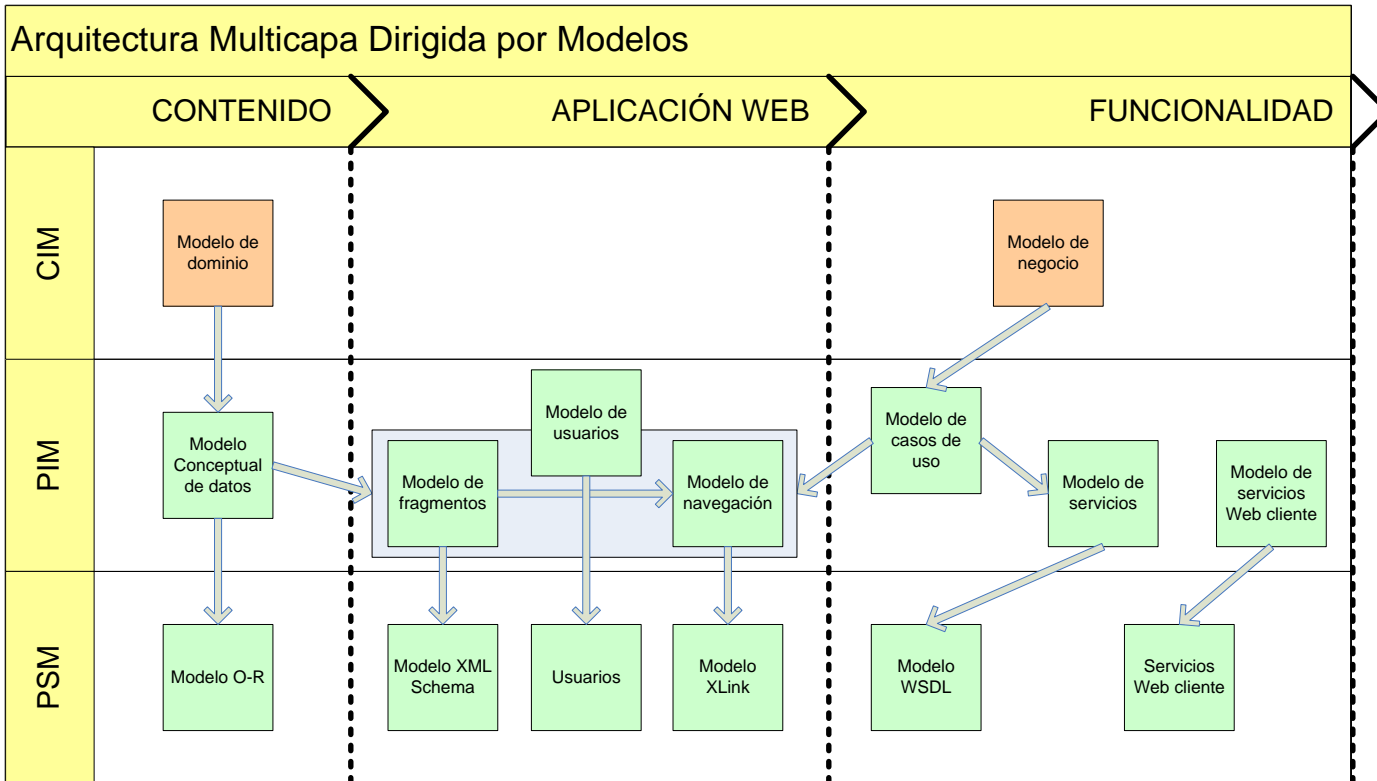 Arquitectura Multicapa Dirigida por Modelos
CONTENIDO
APLICACIÓN WEB
FUNCIONALIDAD
CIM
Modelo de
dominio
Modelo de
negocio
PIM
Modelo
Conceptual
de datos
Modelo de
fragmentos
Modelo de
usuarios
Modelo de
navegación
Modelo de
casos de
uso
Modelo de
servicios
Modelo de
servicios
Web cliente
PSM
Modelo O-R
Modelo XML
Schema
Usuarios
Modelo
XLink
Modelo
WSDL
Servicios
Web cliente